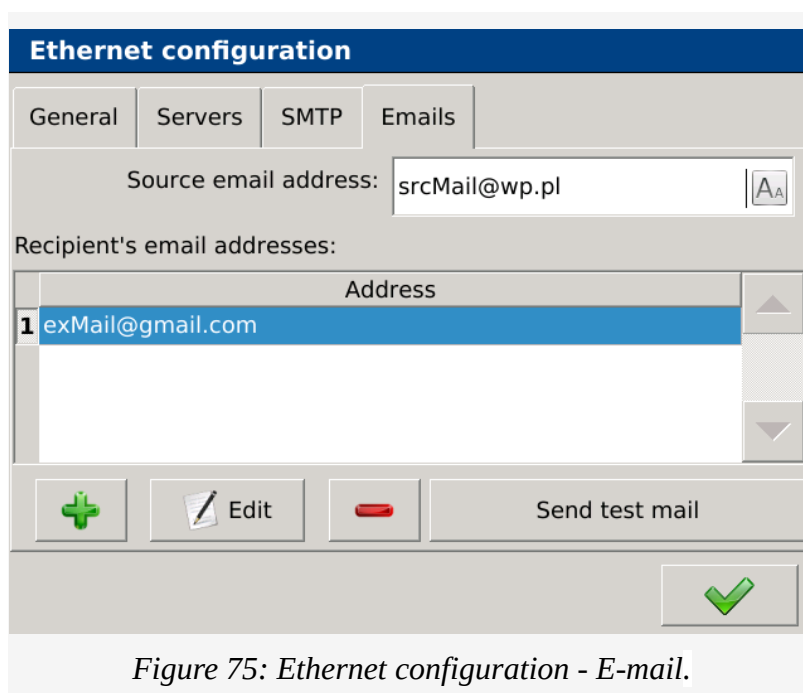 Ethernet configuration
General Servers SMTP Emails
Source email address: srcMail@wp.pl AA
Recipient's email addresses:
Address
1 exMail@gmail.com
Edit Send test mail
Figure 75: Ethernet configuration - E-mail.